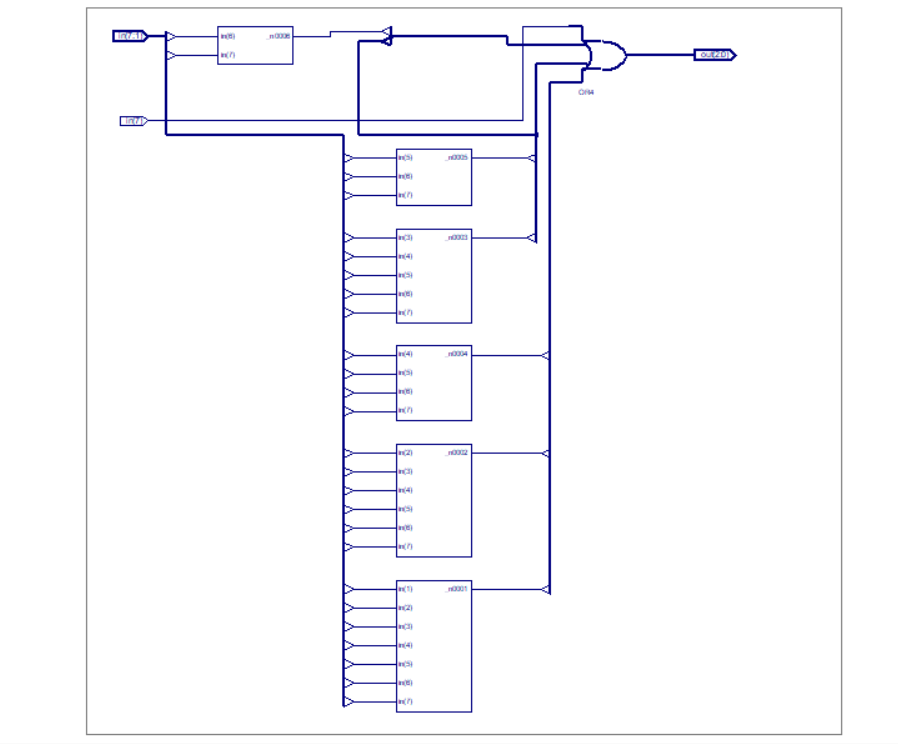 in(7:1)
in(6)
_n0006
in(7)
out(2:0)
OR4
in(7)
in(5)
_n0005
in(6)
in(7)
in(3)
_n0003
in(4)
in(5)
in(6)
in(7)
in(4)
_n0004
in(5)
in(6)
in(7)
in(2)
_n0002
in(3)
in(4)
in(5)
in(6)
in(7)
in(1)
_n0001
in(2)
in(3)
in(4)
in(5)
in(6)
in(7)